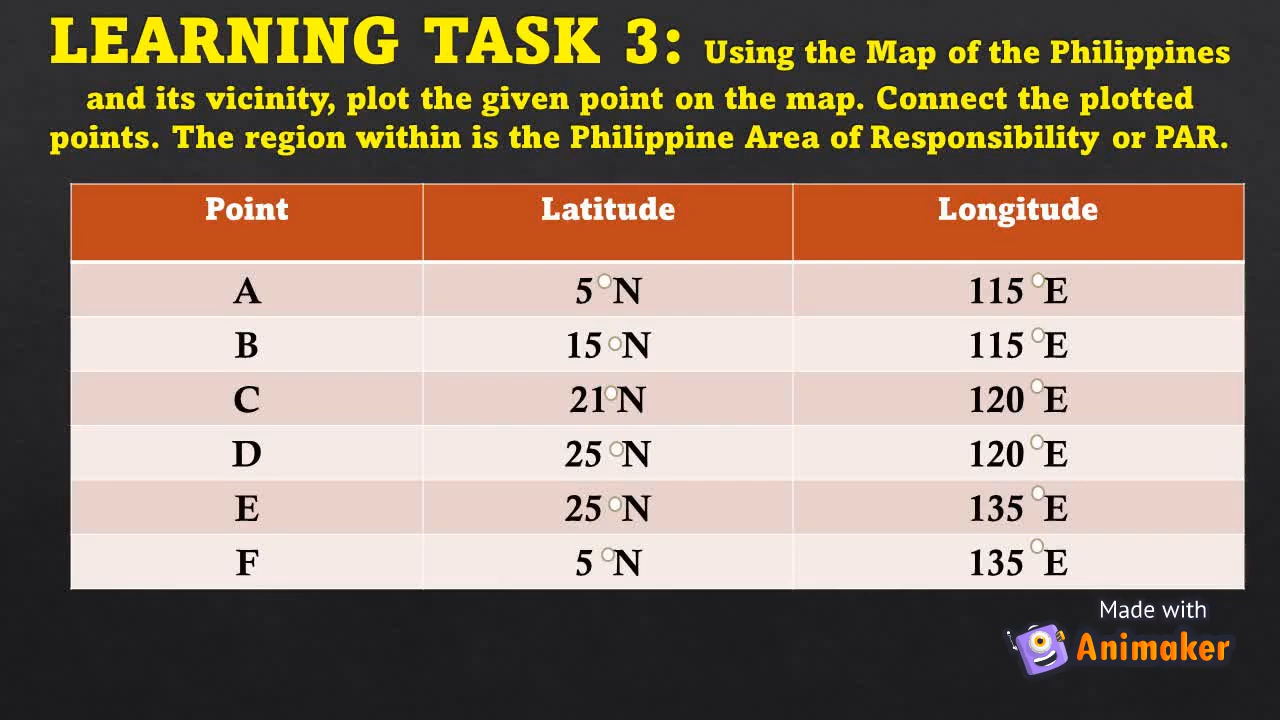 LEARNING TASK 3: Using the Map of the Philippines
and its vicinity, plot the given point on the map. Connect the plotted
points. The region within is the Philippine Area of Responsibility or PAR.
Point Latitude Longitude
A 5°N 115°E
B 15°N 115°E
C 21°N 120°E
D 25°N 120°E
E 25°N 135°E
F 5°N 135°E
Made with
Animaker